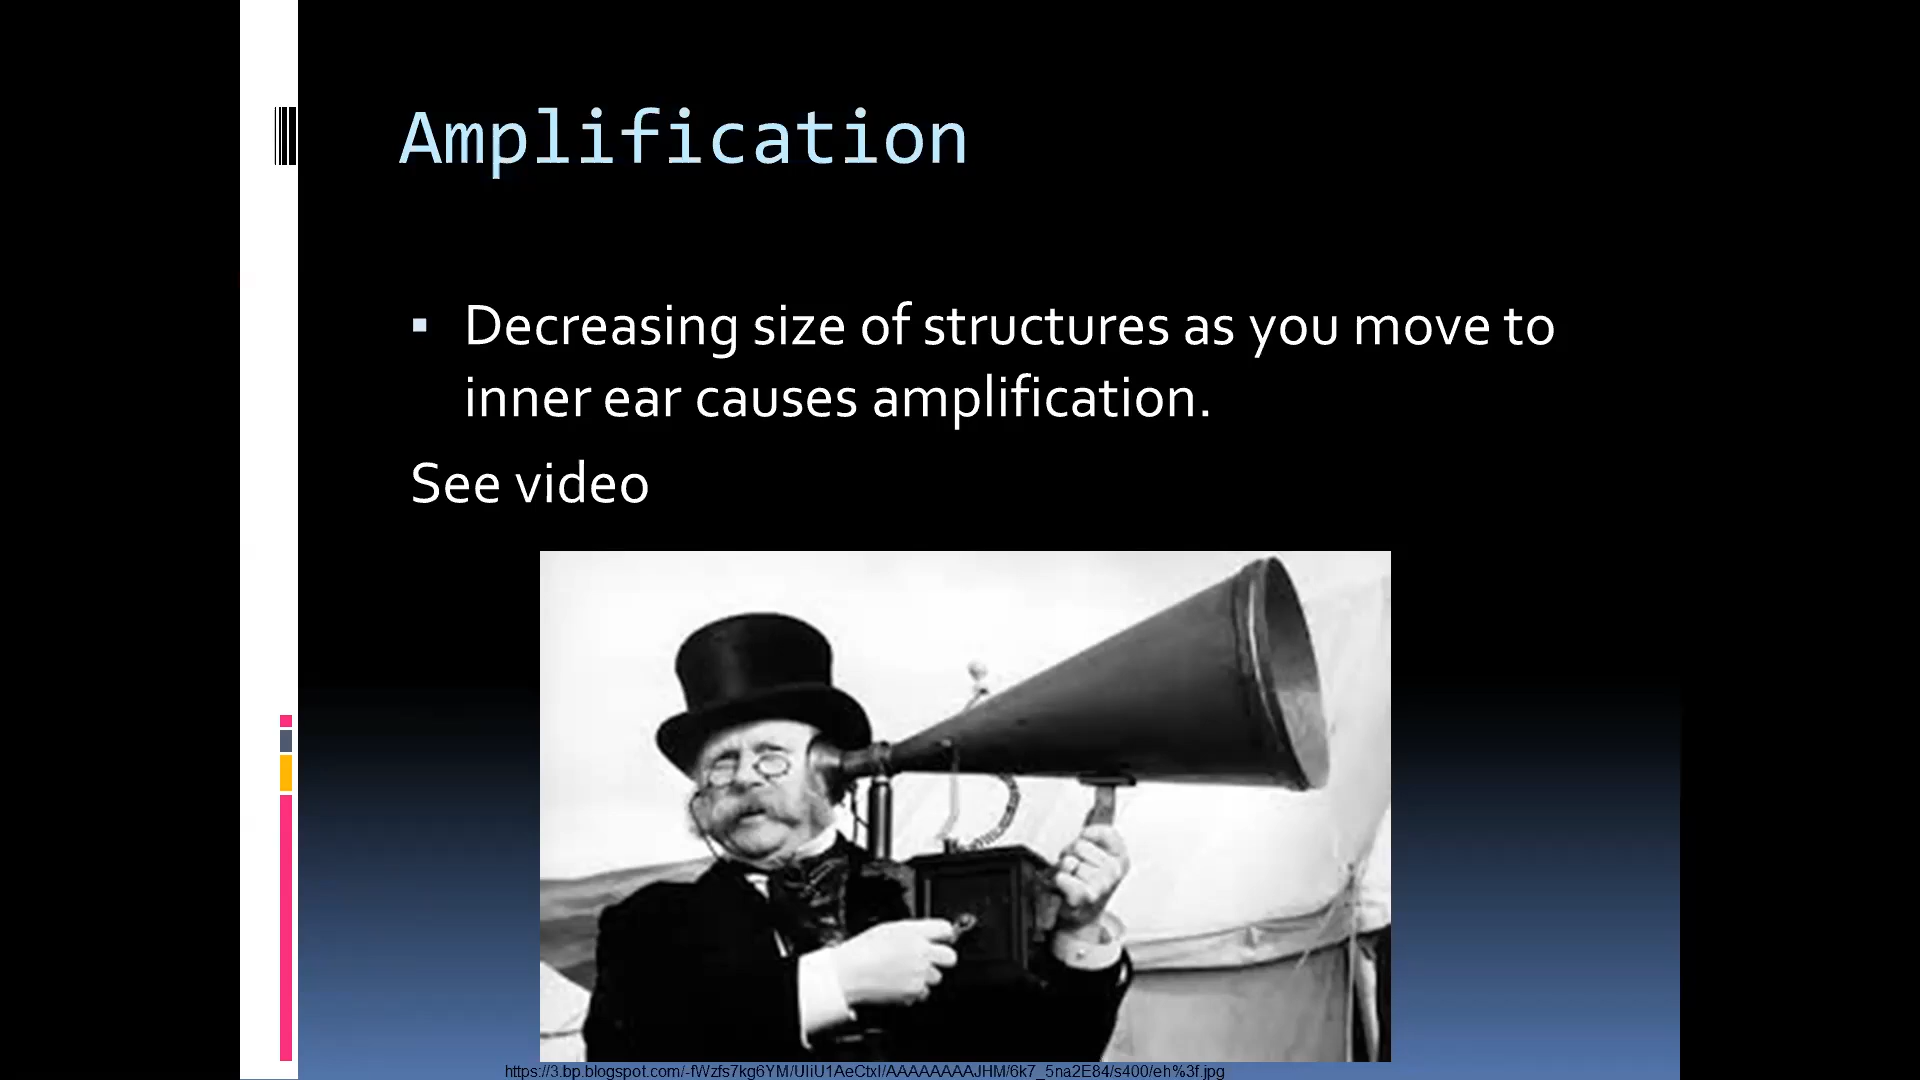 Amplification
▪ Decreasing size of structures as you move to
inner ear causes amplification.
See video
https://3.bp.blogspot.com/-fWzfs7kg6YM/UIiU1AeCtxI/AAAAAAAAJHM/6k7_5na2E84/s400/eh%3f.jpg